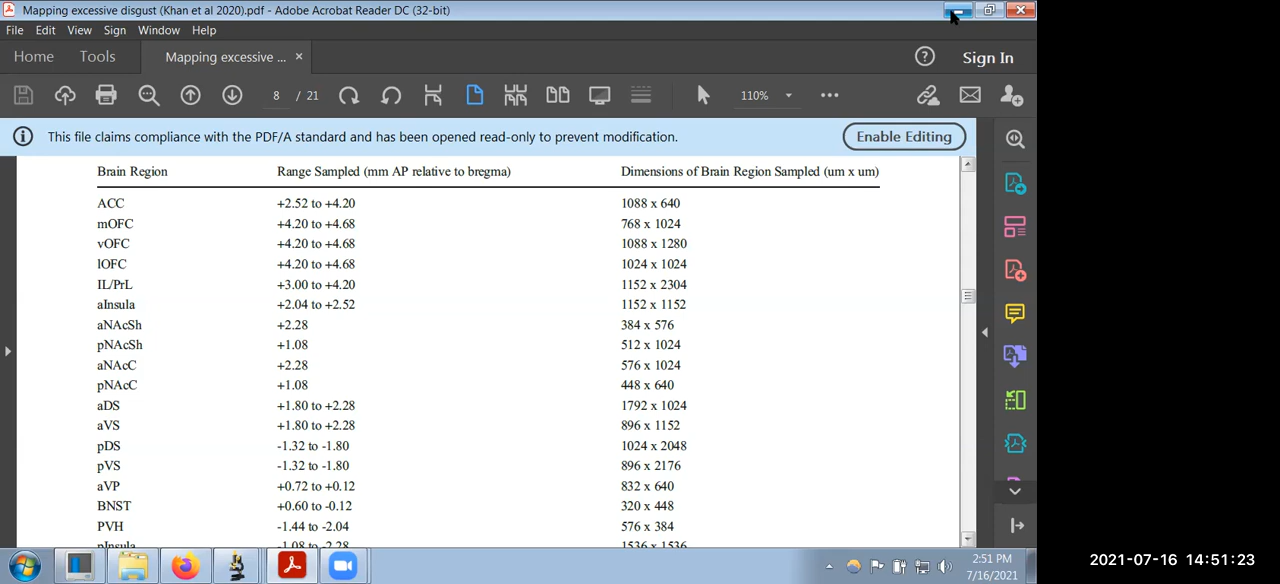 Mapping excessive disgust (Khan et al 2020).pdf - Adobe Acrobat Reader DC (32-bit)
File Edit View Sign Window Help
Home Tools Mapping excessive ... × Sign In
8 / 21 110%
This file claims compliance with the PDF/A standard and has been opened read-only to prevent modification. Enable Editing
Brain Region Range Sampled (mm AP relative to bregma) Dimensions of Brain Region Sampled (um x um)
ACC +2.52 to +4.20 1088 x 640
mOFC +4.20 to +4.68 768 x 1024
vOFC +4.20 to +4.68 1088 x 1280
lOFC +4.20 to +4.68 1024 x 1024
IL/PrL +3.00 to +4.20 1152 x 2304
aInsula +2.04 to +2.52 1152 x 1152
aNAcSh +2.28 384 x 576
pNAcSh +1.08 512 x 1024
aNAcC +2.28 576 x 1024
pNAcC +1.08 448 x 640
aDS +1.80 to +2.28 1792 x 1024
aVS +1.80 to +2.28 896 x 1152
pDS -1.32 to -1.80 1024 x 2048
pVS -1.32 to -1.80 896 x 2176
aVP +0.72 to +0.12 832 x 640
BNST +0.60 to -0.12 320 x 448
PVH -1.44 to -2.04 576 x 384
pInsula -1.08 to -2.28 1536 x 1536
2:51 PM
7/16/2021
2021-07-16 14:51:23